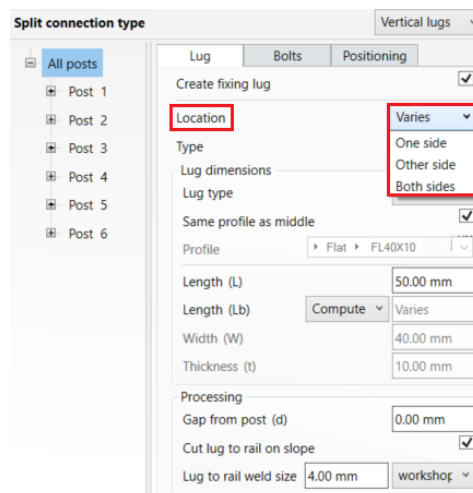 Split connection type
Vertical lugs
All posts
Post 1
Post 2
Post 3
Post 4
Post 5
Post 6
Lug Bolts Positioning
Create fixing lug
Location Varies
One side
Other side
Both sides
Type
Lug dimensions
Lug type
Same profile as middle
Profile Flat FL40X10
Length (L) 50.00 mm
Length (Lb) Compute Varies
Width (W) 40.00 mm
Thickness (t) 10.00 mm
Processing
Gap from post (d) 0.00 mm
Cut lug to rail on slope
Lug to rail weld size 4.00 mm workshop